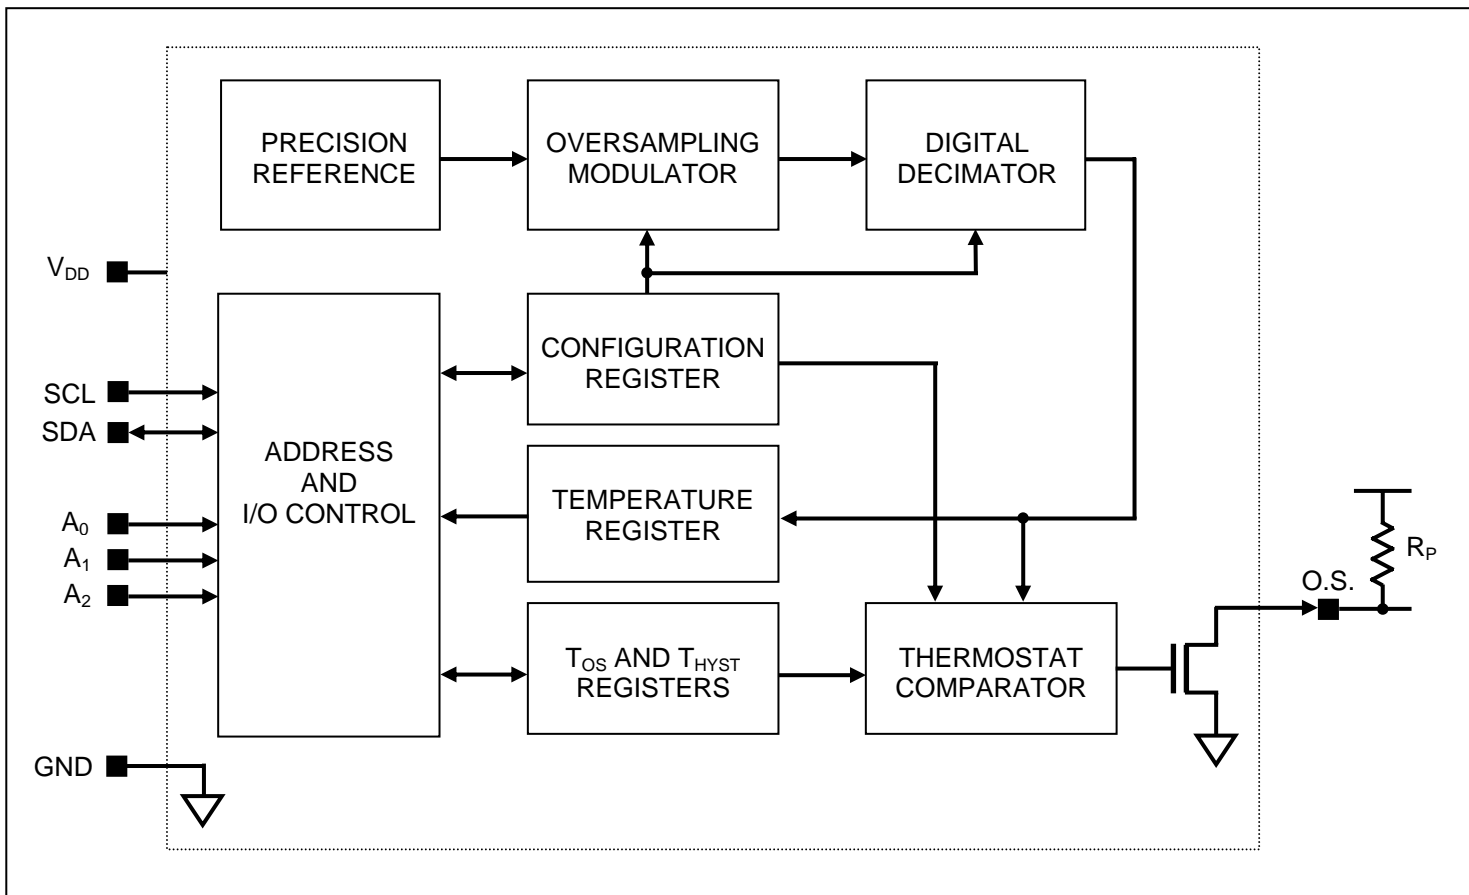 PRECISION
REFERENCE
OVERSAMPLING
MODULATOR
DIGITAL
DECIMATOR
VDD
SCL
SDA
A0
A1
A2
GND
ADDRESS
AND
I/O CONTROL
CONFIGURATION
REGISTER
TEMPERATURE
REGISTER
TOS AND THYST
REGISTERS
THERMOSTAT
COMPARATOR
O.S.
RP